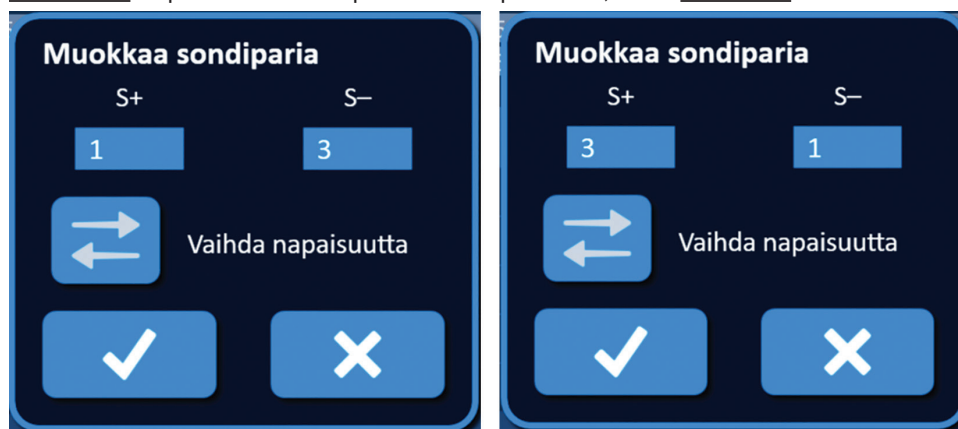 Muokkaa sondiparia
S+ S–
1 3
Vaihda napaisuutta
Muokkaa sondiparia
S+ S–
3 1
Vaihda napaisuutta